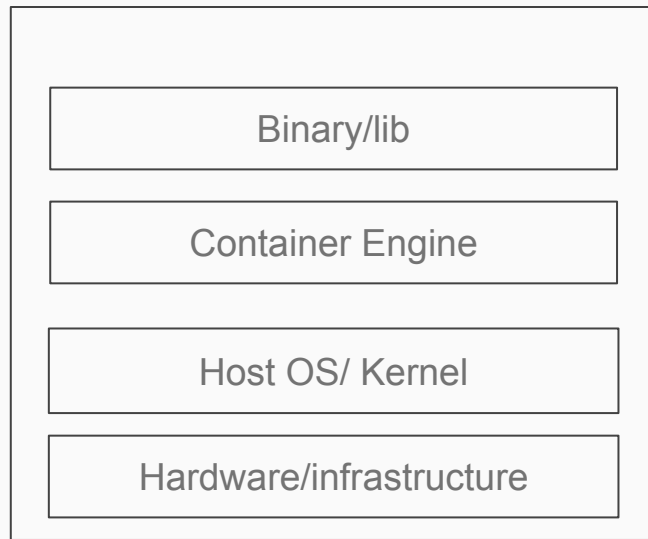 Binary/lib
Container Engine
Host OS/ Kernel
Hardware/infrastructure